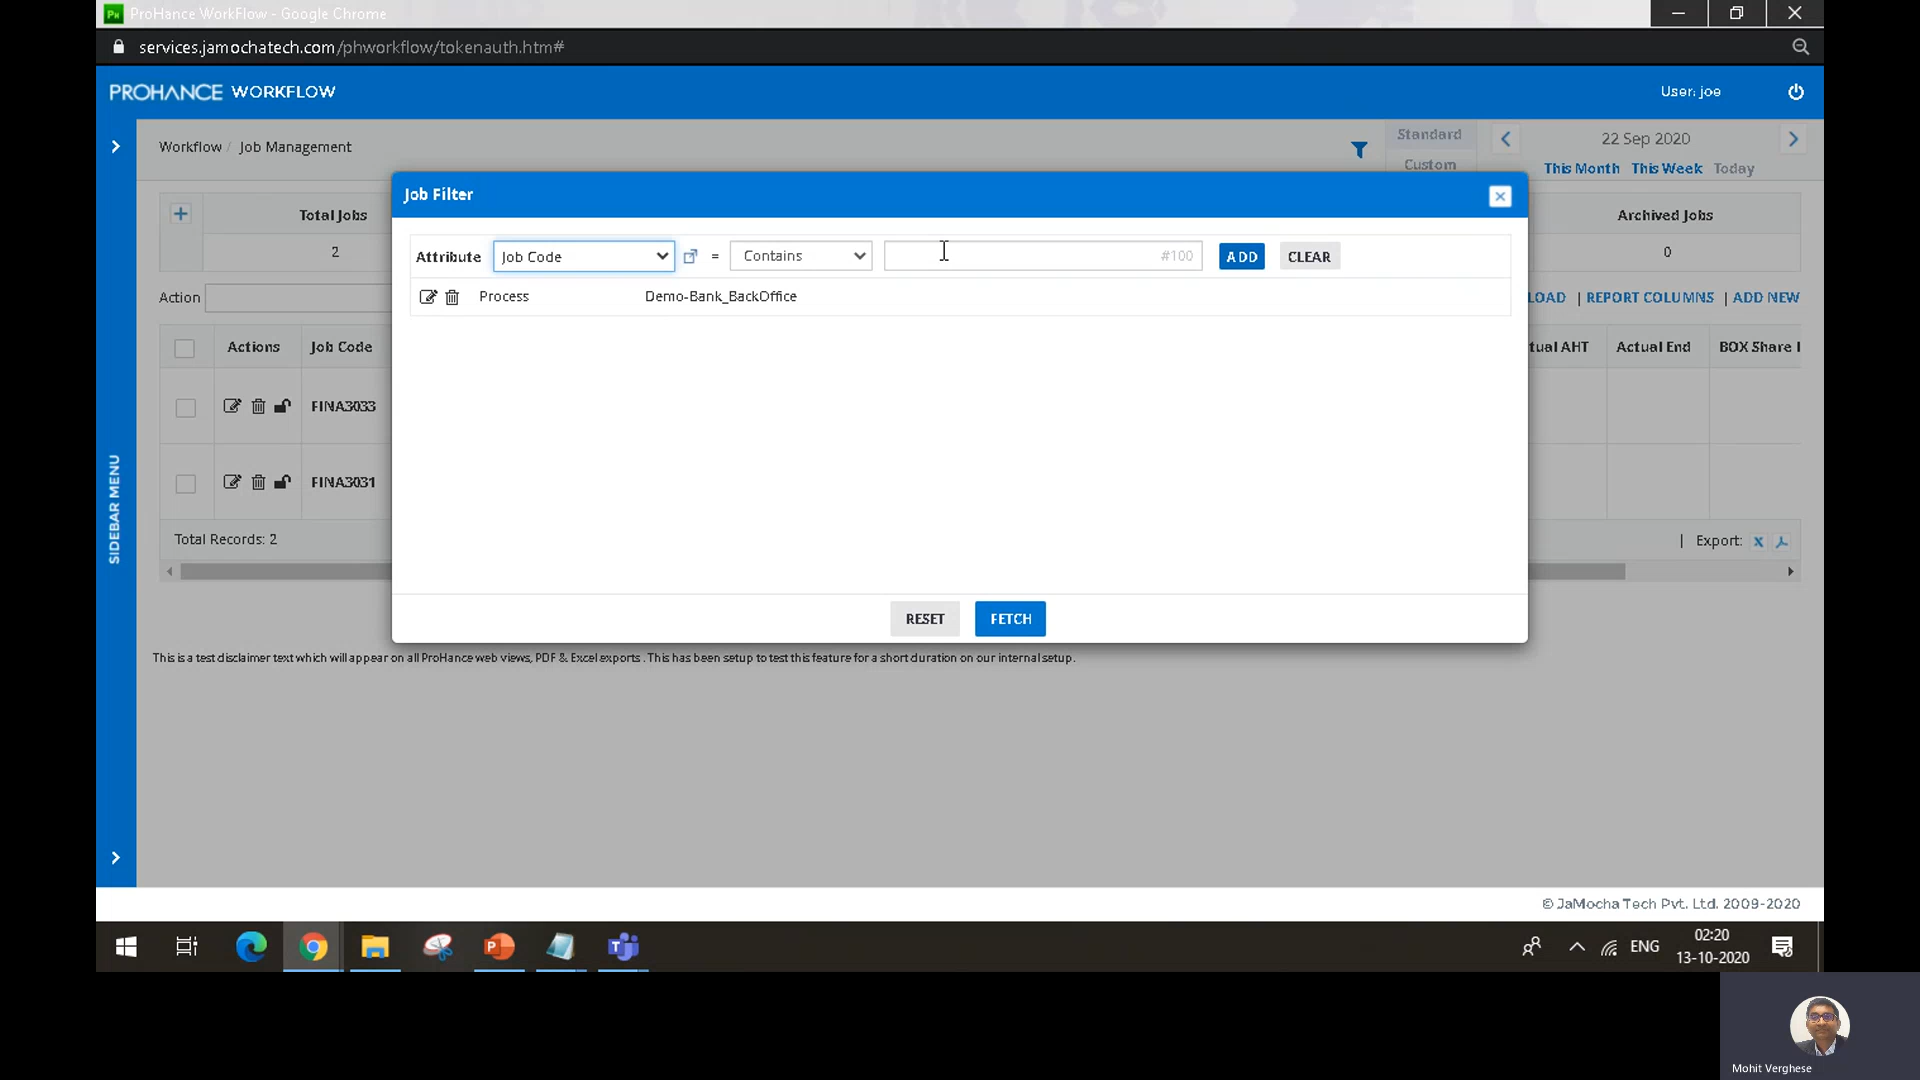 ProHance WorkFlow - Google Chrome
services.jamochatech.com/phworkflow/tokenauth.htm#
PROHANCE WORKFLOW
User: joe
Workflow / Job Management
Standard
Custom
22 Sep 2020
This Month This Week Today
Job Filter
Total Jobs
2
Archived Jobs
0
Attribute Job Code = Contains #100 ADD CLEAR
Process Demo-Bank_BackOffice
Action
LOAD | REPORT COLUMNS | ADD NEW
Actions Job Code
tual AHT Actual End BOX Share I
FINA3033
FINA3031
SIDEBAR MENU
Total Records: 2
| Export:
RESET FETCH
This is a test disclaimer text which will appear on all ProHance web views, PDF & Excel exports . This has been setup to test this feature for a short duration on our internal setup.
© JaMocha Tech Pvt. Ltd. 2009-2020
ENG
02:20
13-10-2020
Mohit Verghese